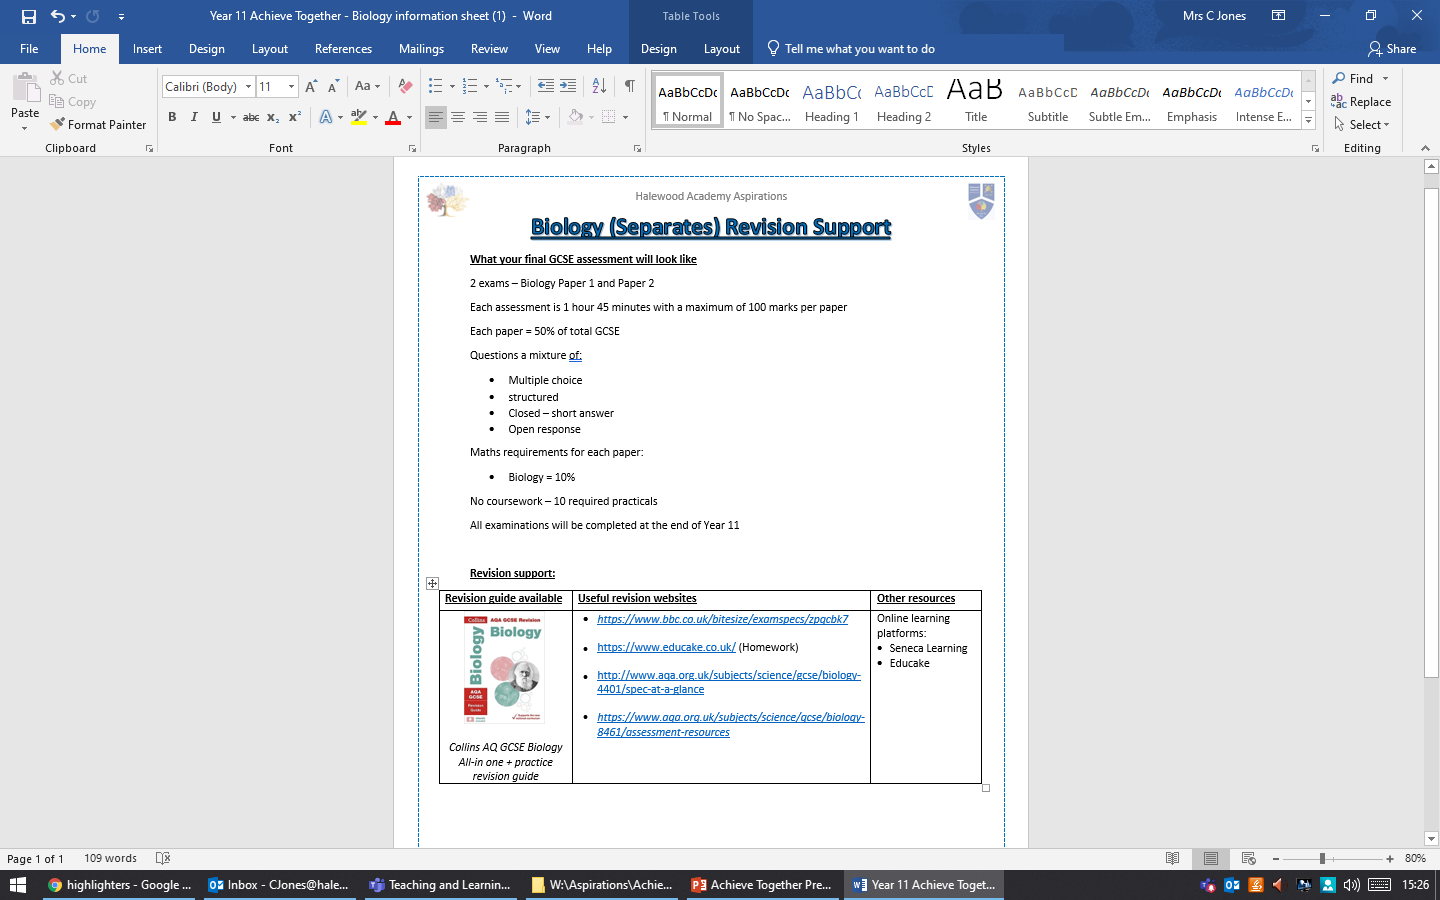 Year 11 Achieve Together - Biology information sheet (1) - Word
Table Tools
Mrs C Jones
File Home Insert Design Layout References Mailings Review View Help Design Layout Tell me what you want to do Share
Paste
Cut
Copy
Format Painter
Calibri (Body) 11
AaBbCcDc AaBbCcDc AaBbCc AaBbCcD AaB AaBbCcD AaBbCcDc AaBbCcDc AaBbCcDc
¶ Normal ¶ No Spac... Heading 1 Heading 2 Title Subtitle Subtle Em... Emphasis Intense E...
Find
Replace
Select
Clipboard Font Paragraph Styles Editing
Halewood Academy Aspirations
Biology (Separates) Revision Support
What your final GCSE assessment will look like
2 exams – Biology Paper 1 and Paper 2
Each assessment is 1 hour 45 minutes with a maximum of 100 marks per paper
Each paper = 50% of total GCSE
Questions a mixture of:
• Multiple choice
• structured
• Closed – short answer
• Open response
Maths requirements for each paper:
• Biology = 10%
No coursework – 10 required practicals
All examinations will be completed at the end of Year 11
Revision support:
Revision guide available
Collins AQA GCSE Revision
Biology
Biology
AQA
GCSE
Revision
Guide
Collins AQ GCSE Biology
All-in one + practice
revision guide
Useful revision websites
• https://www.bbc.co.uk/bitesize/examspecs/zpgcbk7
• https://www.educake.co.uk/ (Homework)
• http://www.aqa.org.uk/subjects/science/gcse/biology-
4401/spec-at-a-glance
• https://www.aqa.org.uk/subjects/science/gcse/biology-
8461/assessment-resources
Other resources
Online learning
platforms:
• Seneca Learning
• Educake
Page 1 of 1 109 words 80%
highlighters - Google ... Inbox - CJones@hale... Teaching and Learnin... W:\Aspirations\Achie... Achieve Together Pre... Year 11 Achieve Toget... 15:26